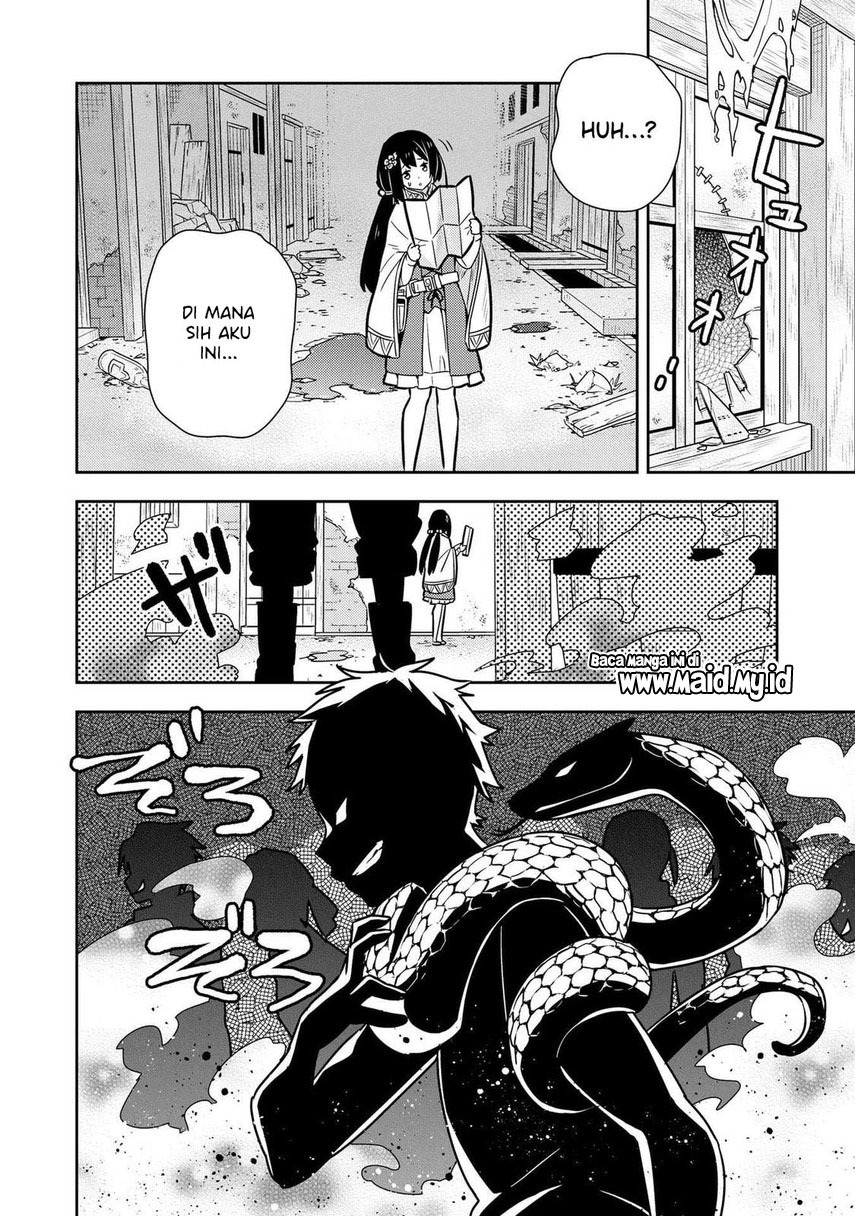 ヒュオオ
HUH...?
DI MANA
SIH AKU
INI...
ザッ
Baca Manga ini di
www.Maid.My.id
ぞろ
ぞろ